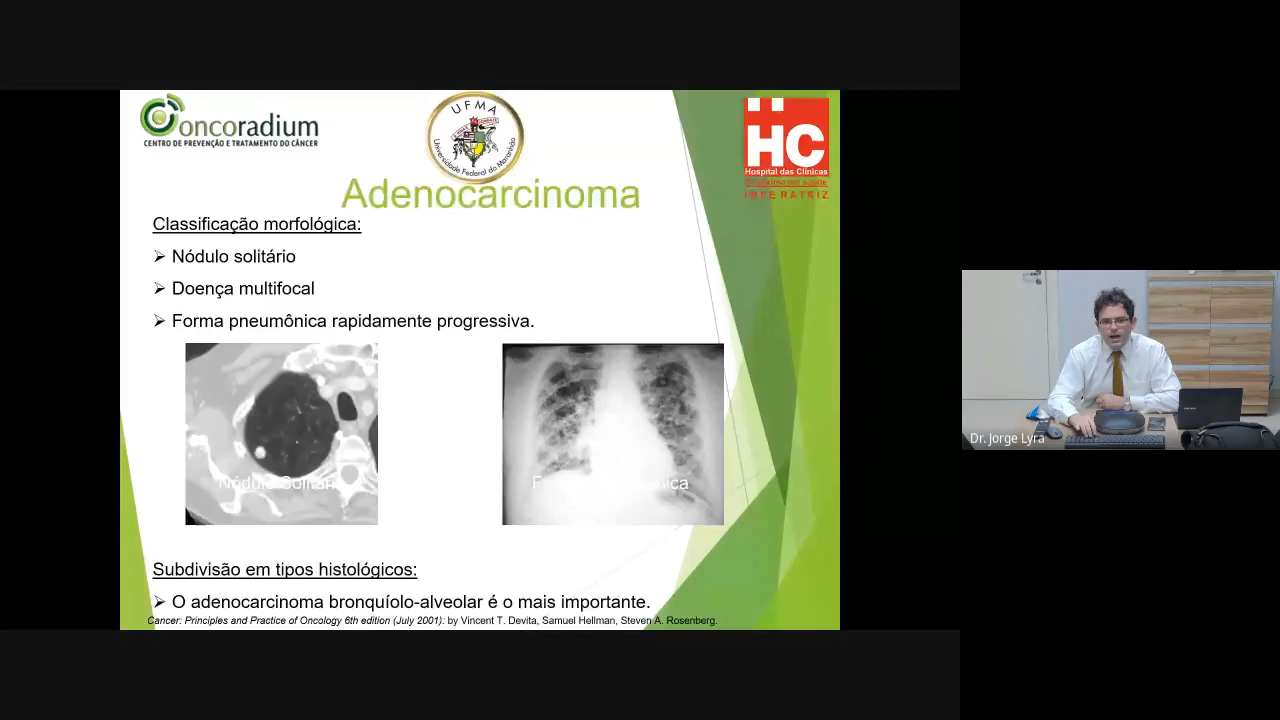 oncoradium
CENTRO DE PREVENÇÃO E TRATAMENTO DO CÂNCER
UFMA
Universidade Federal do Maranhão
HC
Hospital das Clínicas
IMPERATRIZ
Adenocarcinoma
Classificação morfológica:
➢ Nódulo solitário
➢ Doença multifocal
➢ Forma pneumônica rapidamente progressiva.
Nódulo Solitário
Subdivisão em tipos histológicos:
➢ O adenocarcinoma bronquíolo-alveolar é o mais importante.
Cancer: Principles and Practice of Oncology 6th edition (July 2001): by Vincent T. Devita, Samuel Hellman, Steven A. Rosenberg.
Dr. Jorge Lyra